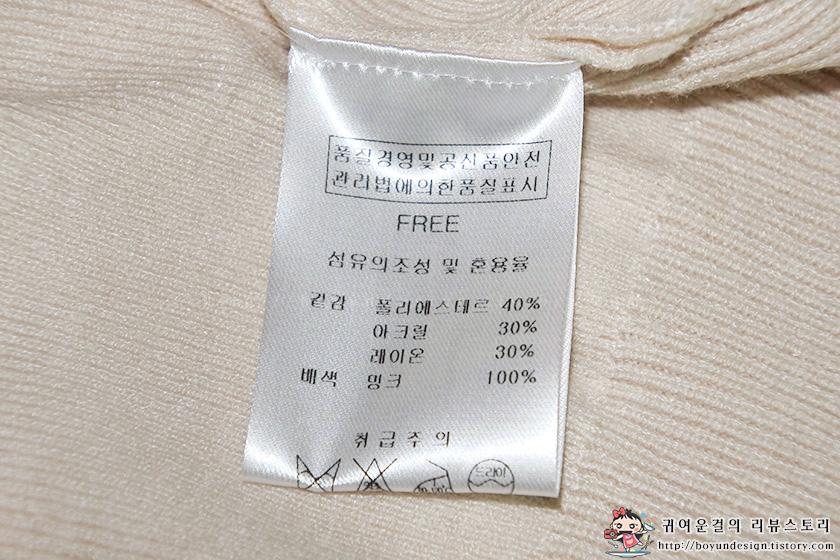 품질경영및공산품안전
관리법에의한품질표시
FREE
섬유의조성 및 혼용율
겉감 폴리에스테르 40%
아크릴 30%
레이온 30%
배색 밍크 100%
취급주의
드라이
귀여운걸의 리뷰스토리
http://boyundesign.tistory.com